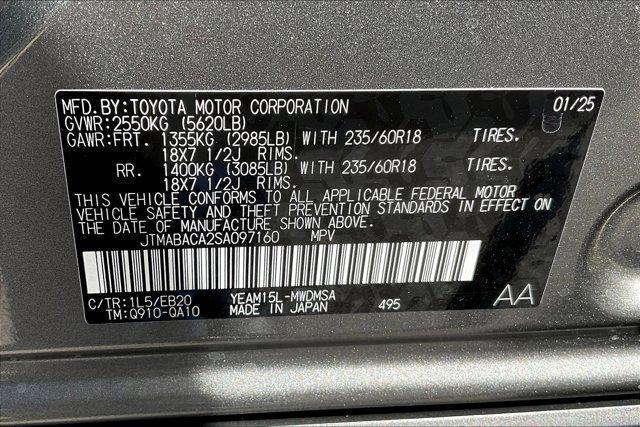 MFD.BY:TOYOTA MOTOR CORPORATION 01/25
GVWR:2550KG (5620LB)
GAWR:FRT. 1355KG (2985LB) WITH 235/60R18 TIRES.
18X7 1/2J RIMS.
RR. 1400KG (3085LB) WITH 235/60R18 TIRES.
18X7 1/2J RIMS.
THIS VEHICLE CONFORMS TO ALL APPLICABLE FEDERAL MOTOR
VEHICLE SAFETY AND THEFT PREVENTION STANDARDS IN EFFECT ON
THE DATE OF MANUFACTURE SHOWN ABOVE.
JTMABACA2SA097160 MPV
C/TR:1L5/EB20 YEAM15L-MWDMSA AA
TM:Q910-QA10 MADE IN JAPAN 495